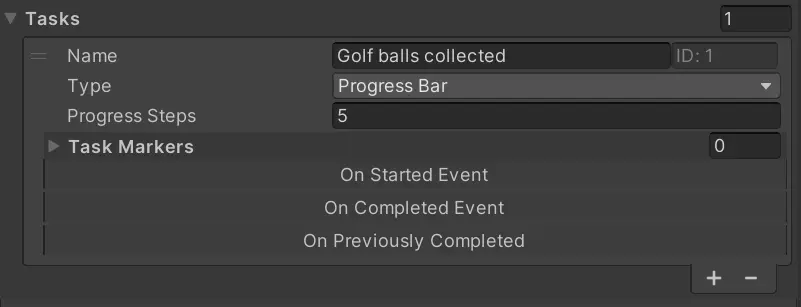 Tasks 1
Name Golf balls collected ID: 1
Type Progress Bar
Progress Steps 5
Task Markers 0
On Started Event
On Completed Event
On Previously Completed
+ −